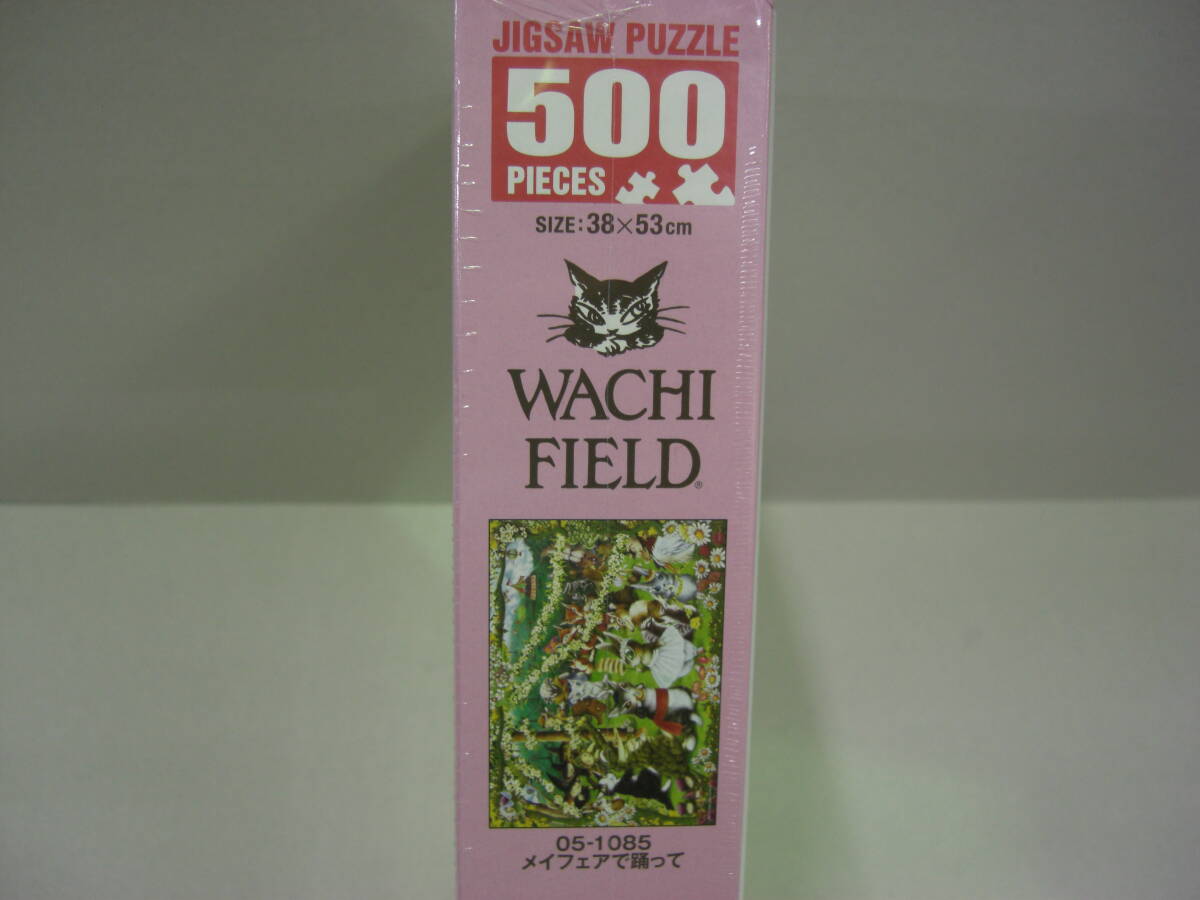 JIGSAW PUZZLE
500
PIECES
SIZE:38×53cm
WACHI
FIELD®
05-1085
メイフェアで踊って